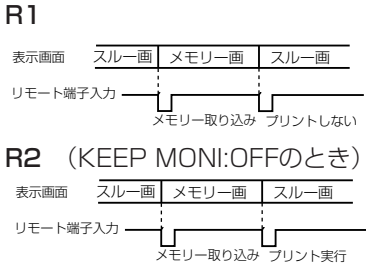 R1
表示画面 スルー画 メモリー画 スルー画
リモート端子入力
メモリー取り込み プリントしない
R2 （KEEP MONI:OFFのとき）
表示画面 スルー画 メモリー画 スルー画
リモート端子入力
メモリー取り込み プリント実行